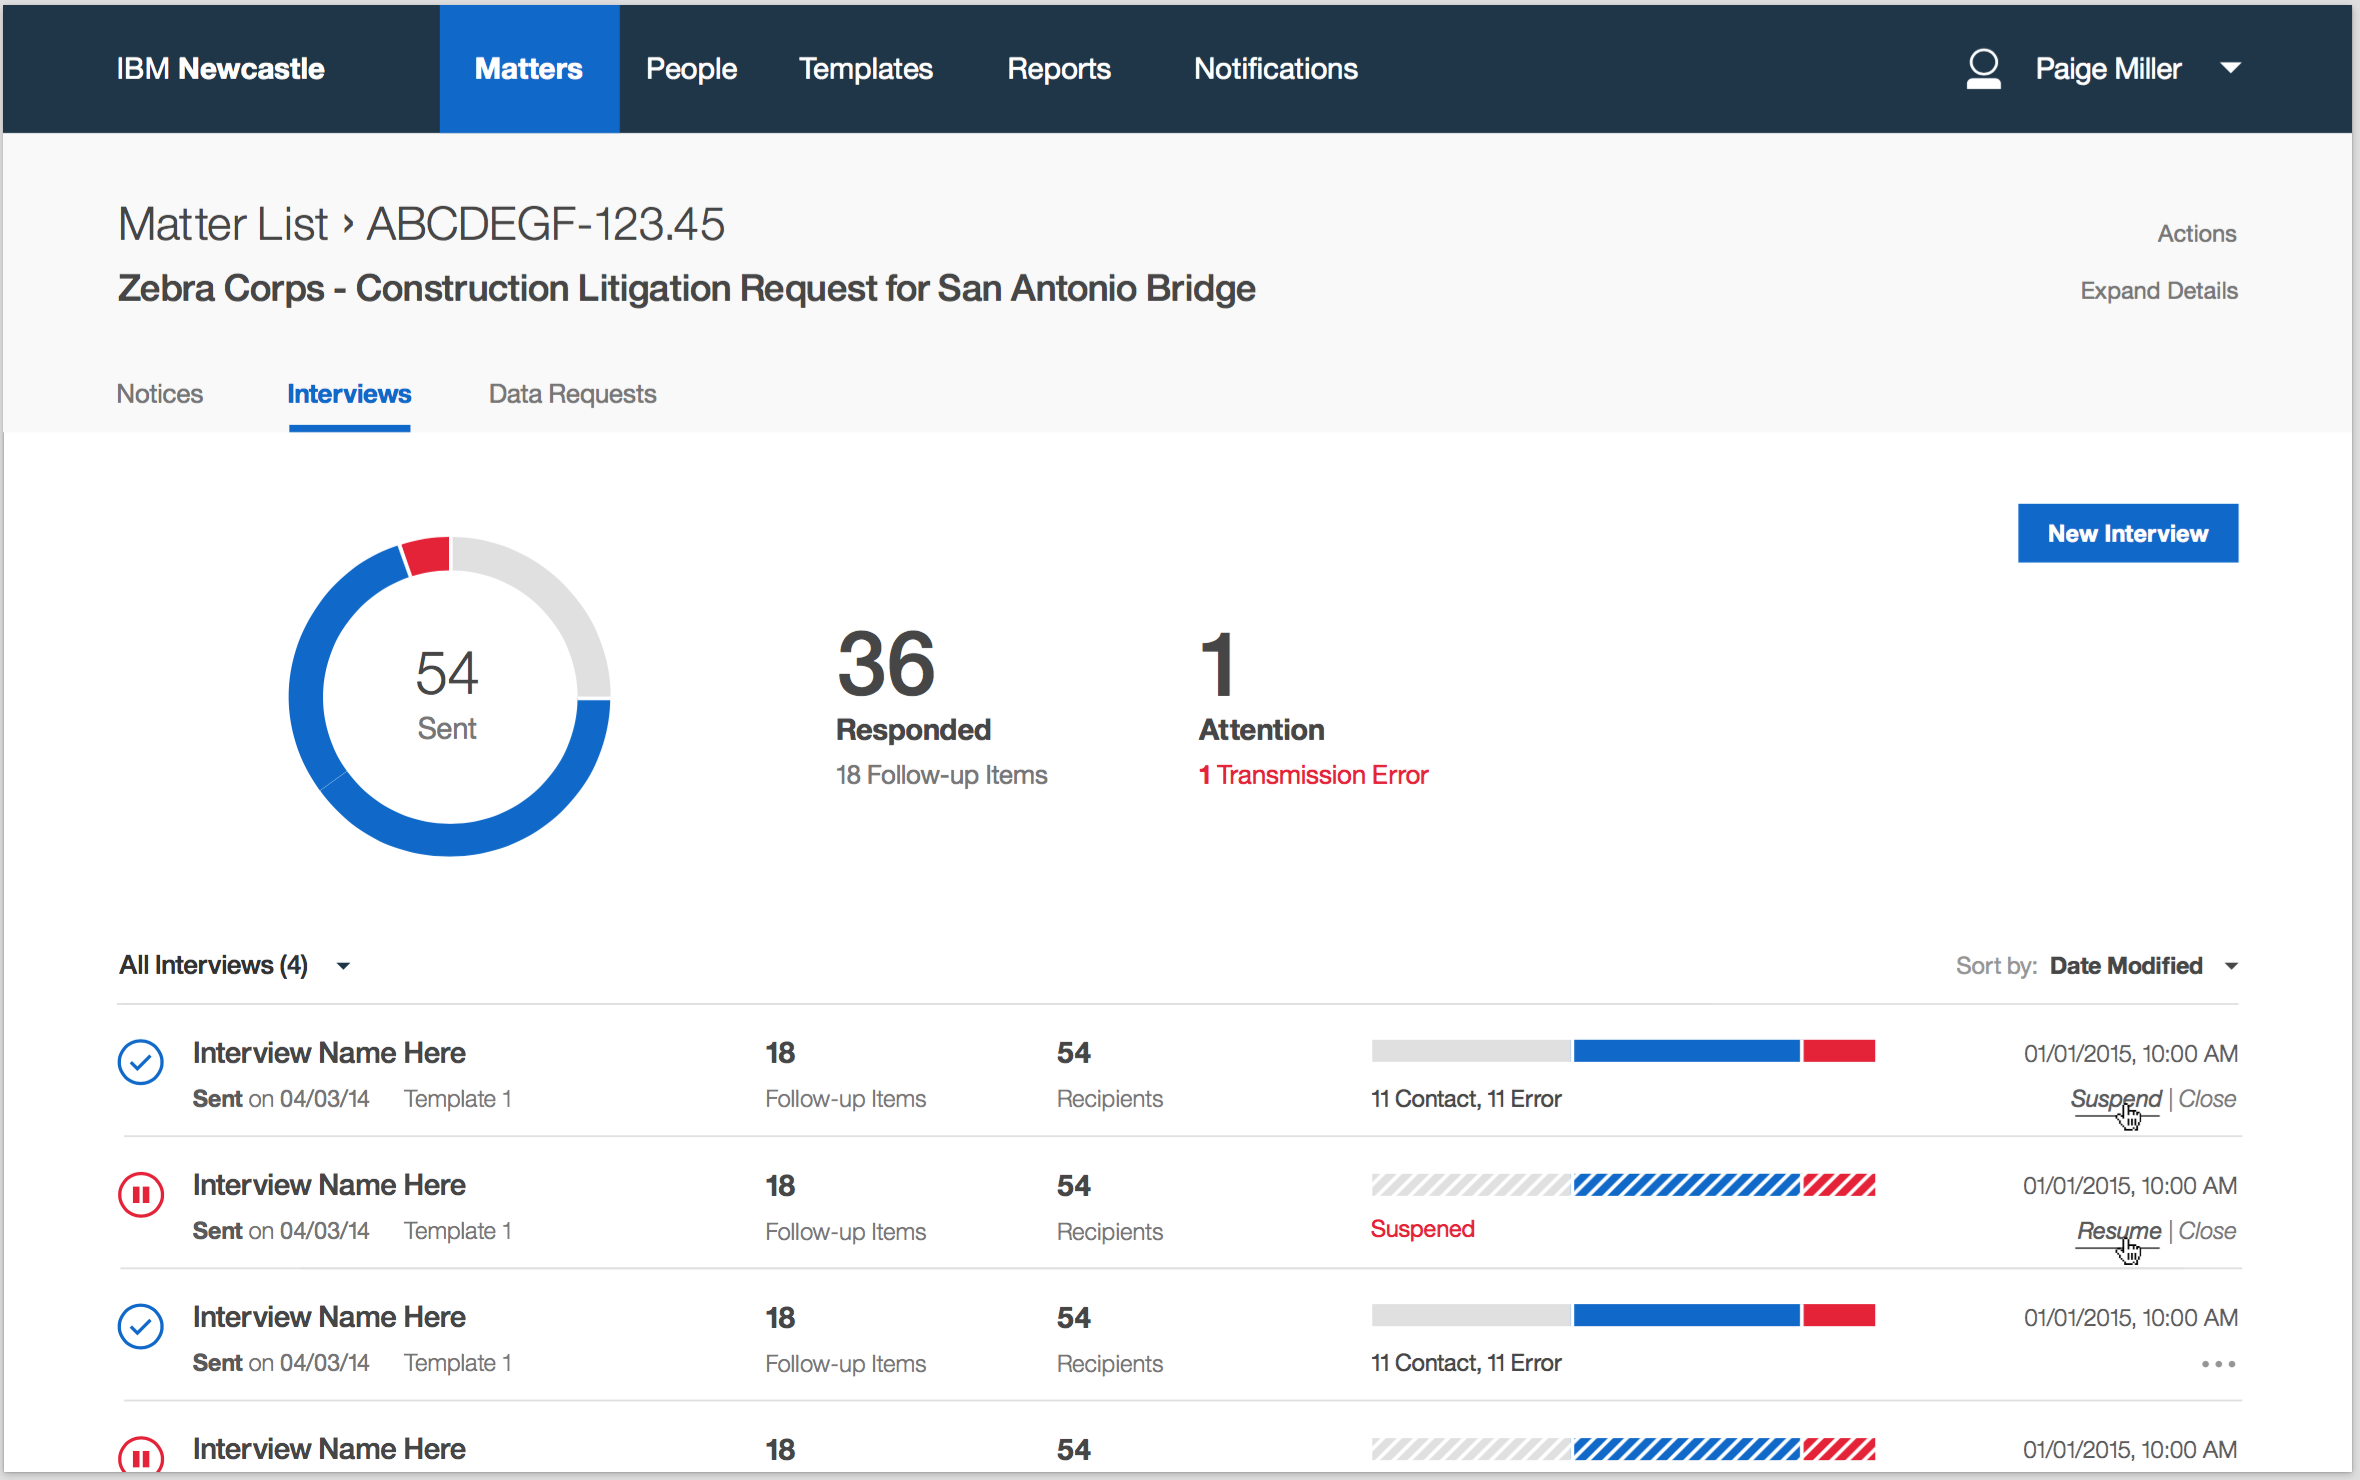 IBM Newcastle Matters People Templates Reports Notifications Paige Miller
Matter List › ABCDEGF-123.45
Actions
Zebra Corps - Construction Litigation Request for San Antonio Bridge
Expand Details
Notices Interviews Data Requests
New Interview
54
Sent
36
Responded
18 Follow-up Items
1
Attention
1 Transmission Error
All Interviews (4)
Sort by: Date Modified
Interview Name Here 18 54 01/01/2015, 10:00 AM
Sent on 04/03/14 Template 1 Follow-up Items Recipients 11 Contact, 11 Error Suspend | Close
Interview Name Here 18 54 01/01/2015, 10:00 AM
Sent on 04/03/14 Template 1 Follow-up Items Recipients Suspened Resume | Close
Interview Name Here 18 54 01/01/2015, 10:00 AM
Sent on 04/03/14 Template 1 Follow-up Items Recipients 11 Contact, 11 Error
Interview Name Here 18 54 01/01/2015, 10:00 AM